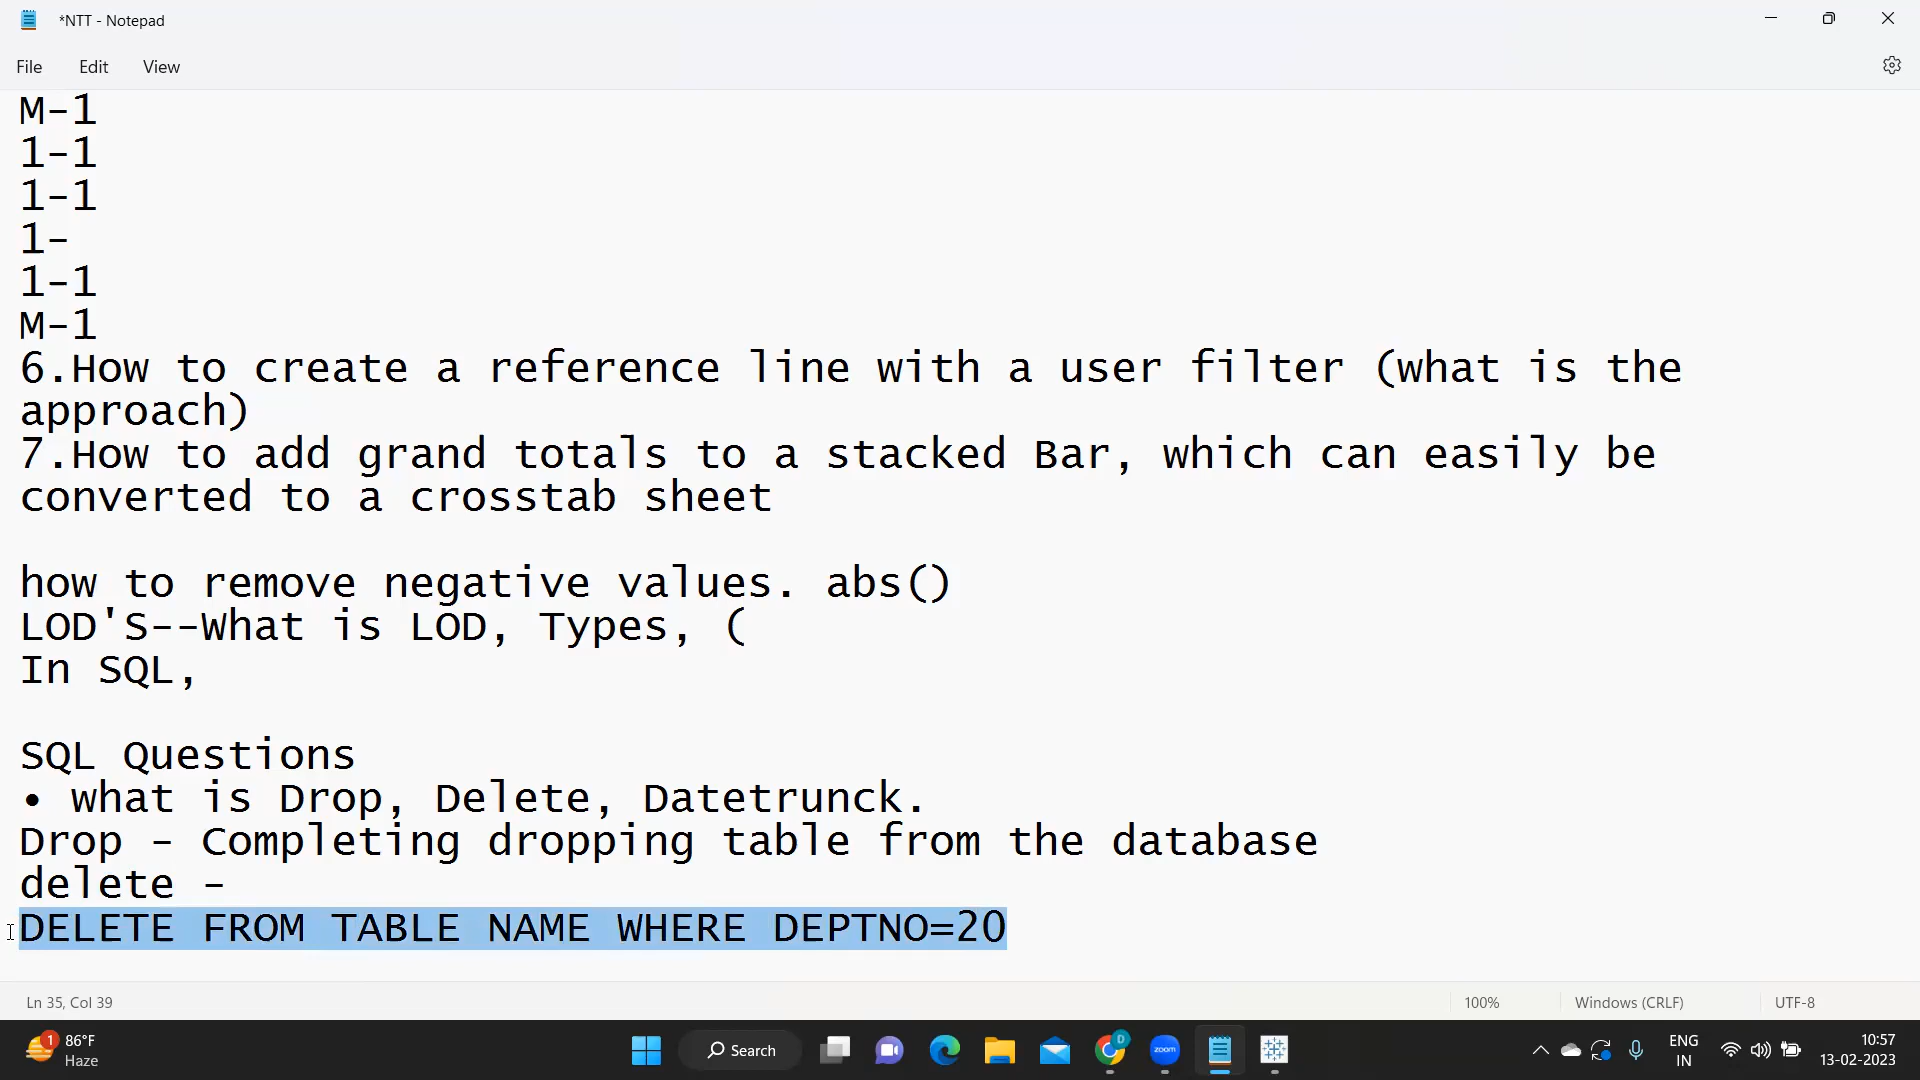 *NTT - Notepad
File Edit View
M-1
1-1
1-1
1-
1-1
M-1
6.How to create a reference line with a user filter (what is the
approach)
7.How to add grand totals to a stacked Bar, which can easily be
converted to a crosstab sheet
how to remove negative values. abs()
LOD'S--What is LOD, Types, (
In SQL,
SQL Questions
• what is Drop, Delete, Datetrunck.
Drop - Completing dropping table from the database
delete -
DELETE FROM TABLE NAME WHERE DEPTNO=20
Ln 35, Col 39 100% Windows (CRLF) UTF-8
1 86°F
Haze
Search
D
zoom
ENG
IN
10:57
13-02-2023